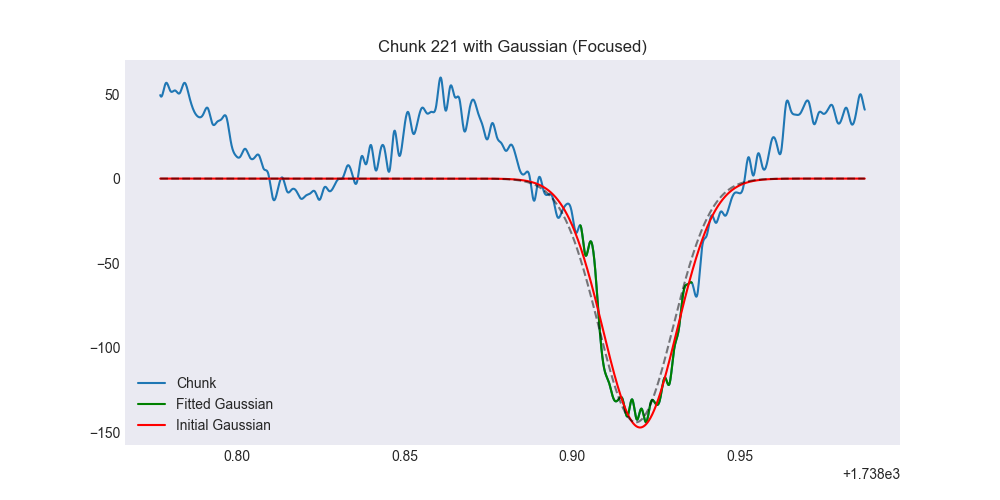 Chunk 221 with Gaussian (Focused)
50
0
−50
−100
−150
Chunk
Fitted Gaussian
Initial Gaussian
0.80 0.85 0.90 0.95
+1.738e3